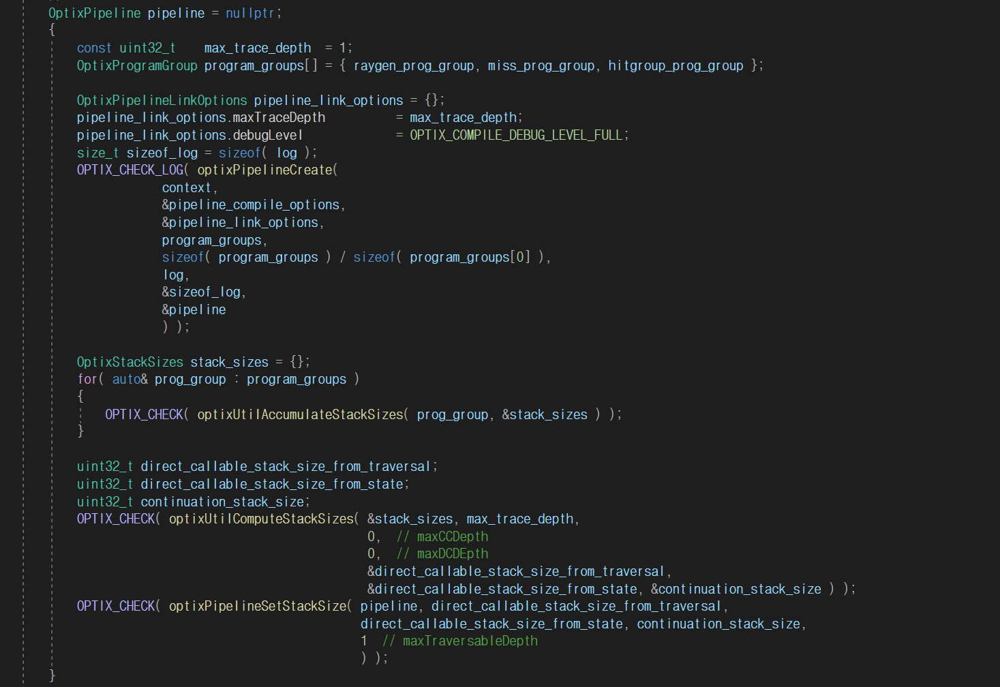 OptixPipeline pipeline = nullptr;
{
const uint32_t    max_trace_depth  = 1;
OptixProgramGroup program_groups[] = { raygen_prog_group, miss_prog_group, hitgroup_prog_group };
OptixPipelineLinkOptions pipeline_link_options = {};
pipeline_link_options.maxTraceDepth          = max_trace_depth;
pipeline_link_options.debugLevel             = OPTIX_COMPILE_DEBUG_LEVEL_FULL;
size_t sizeof_log = sizeof( log );
OPTIX_CHECK_LOG( optixPipelineCreate(
context,
&pipeline_compile_options,
&pipeline_link_options,
program_groups,
sizeof( program_groups ) / sizeof( program_groups[0] ),
log,
&sizeof_log,
&pipeline
) );
OptixStackSizes stack_sizes = {};
for( auto& prog_group : program_groups )
{
OPTIX_CHECK( optixUtilAccumulateStackSizes( prog_group, &stack_sizes ) );
}
uint32_t direct_callable_stack_size_from_traversal;
uint32_t direct_callable_stack_size_from_state;
uint32_t continuation_stack_size;
OPTIX_CHECK( optixUtilComputeStackSizes( &stack_sizes, max_trace_depth,
0,  // maxCCDepth
0,  // maxDCDEpth
&direct_callable_stack_size_from_traversal,
&direct_callable_stack_size_from_state, &continuation_stack_size ) );
OPTIX_CHECK( optixPipelineSetStackSize( pipeline, direct_callable_stack_size_from_traversal,
direct_callable_stack_size_from_state, continuation_stack_size,
1  // maxTraversableDepth
) );
}